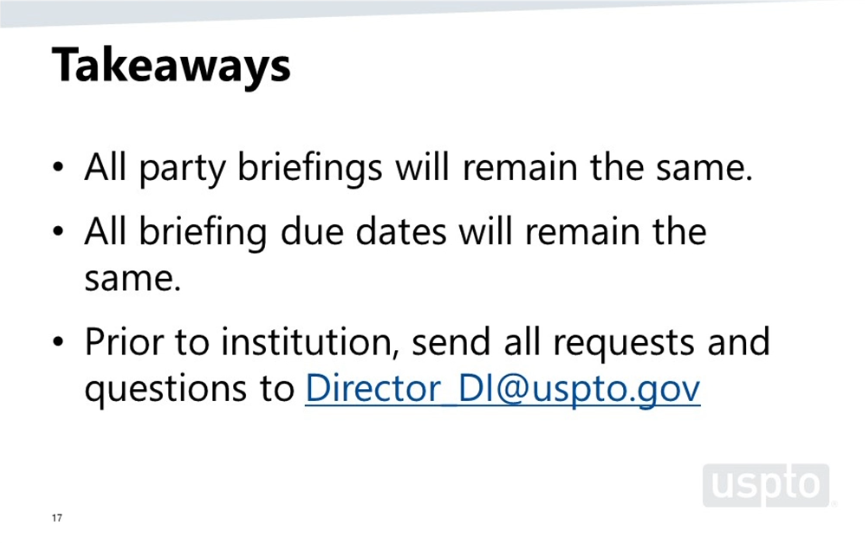 Takeaways
• All party briefings will remain the same.
• All briefing due dates will remain the
same.
• Prior to institution, send all requests and
questions to Director_DI@uspto.gov
uspto
17